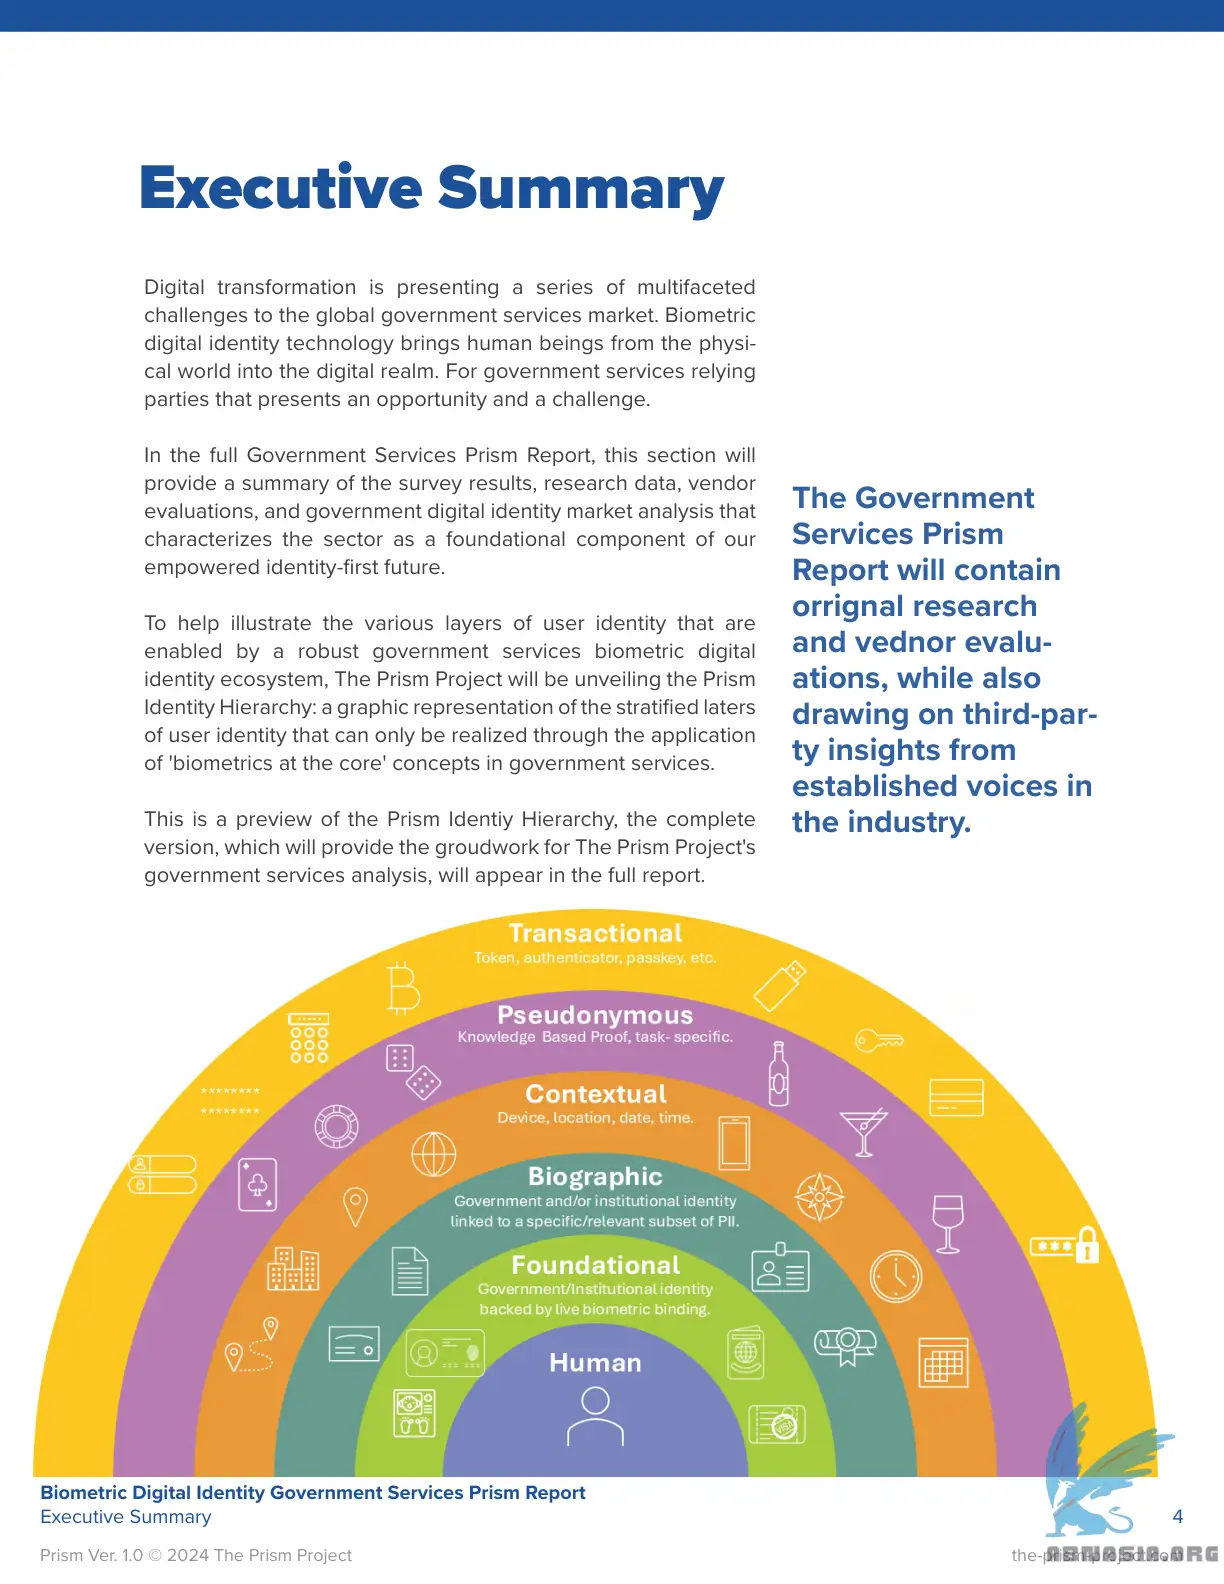 Executive Summary
Digital transformation is presenting a series of multifaceted
challenges to the global government services market. Biometric
digital identity technology brings human beings from the physi-
cal world into the digital realm. For government services relying
parties that presents an opportunity and a challenge.
In the full Government Services Prism Report, this section will
provide a summary of the survey results, research data, vendor
evaluations, and government digital identity market analysis that
characterizes the sector as a foundational component of our
empowered identity-first future.
To help illustrate the various layers of user identity that are
enabled by a robust government services biometric digital
identity ecosystem, The Prism Project will be unveiling the Prism
Identity Hierarchy: a graphic representation of the stratified laters
of user identity that can only be realized through the application
of 'biometrics at the core' concepts in government services.
This is a preview of the Prism Identiy Hierarchy, the complete
version, which will provide the groudwork for The Prism Project's
government services analysis, will appear in the full report.
The Government
Services Prism
Report will contain
orrignal research
and vednor evalu-
ations, while also
drawing on third-par-
ty insights from
established voices in
the industry.
Transactional
Token, authenticator, passkey, etc.
Pseudonymous
Knowledge Based Proof, task- specific.
Contextual
Device, location, date, time.
Biographic
Government and/or institutional identity
linked to a specific/relevant subset of PII.
Foundational
Government/Institutional identity
backed by live biometric binding.
Human
VISA
Biometric Digital Identity Government Services Prism Report
Executive Summary
4
Prism Ver. 1.0 © 2024 The Prism Project
the-prism-project.com
ARMASIA.ORG